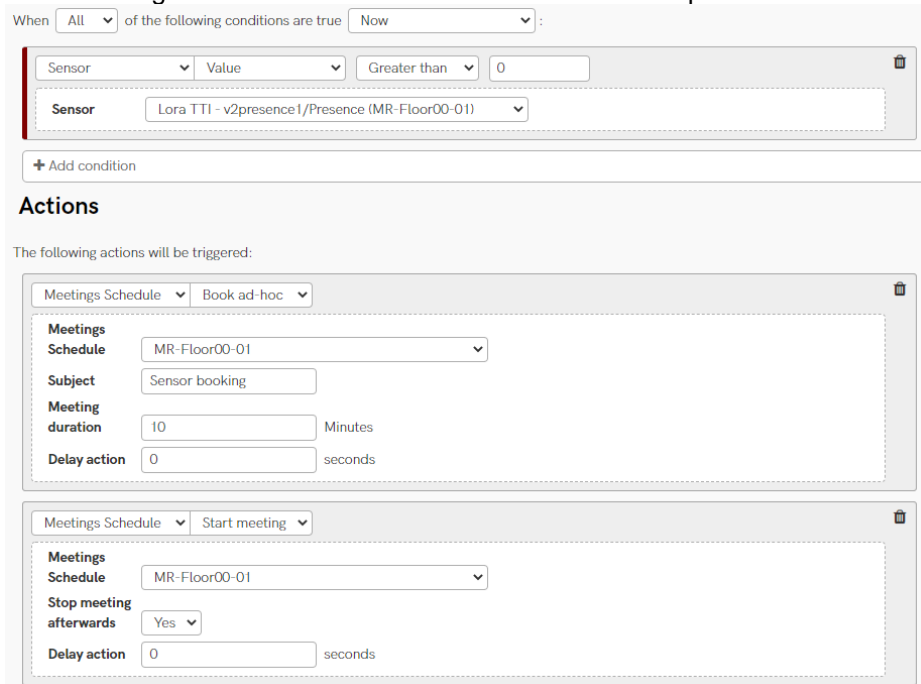 When All of the following conditions are true Now :
Sensor Value Greater than 0
Sensor Lora TTI - v2presence1/Presence (MR-Floor00-01)
+ Add condition
Actions
The following actions will be triggered:
Meetings Schedule Book ad-hoc
Meetings
Schedule MR-Floor00-01
Subject Sensor booking
Meeting
duration 10 Minutes
Delay action 0 seconds
Meetings Schedule Start meeting
Meetings
Schedule MR-Floor00-01
Stop meeting
afterwards Yes
Delay action 0 seconds